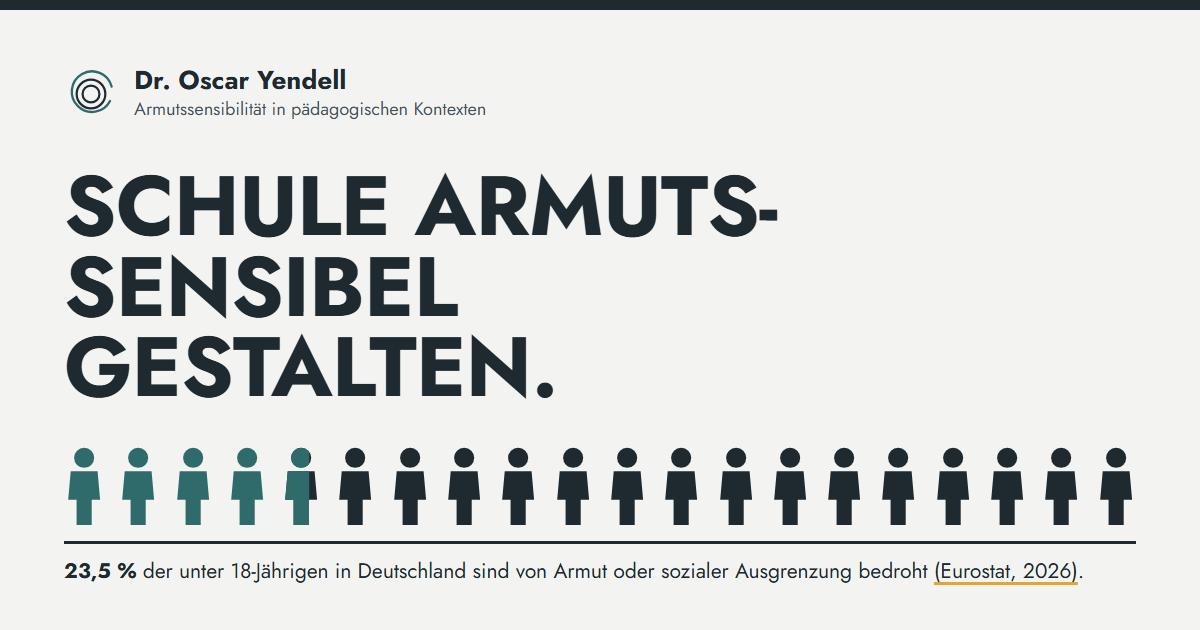 Dr. Oscar Yendell
Armutssensibilität in pädagogischen Kontexten
SCHULE ARMUTS-
SENSIBEL
GESTALTEN.
23,5 % der unter 18-Jährigen in Deutschland sind von Armut oder sozialer Ausgrenzung bedroht (Eurostat, 2026).